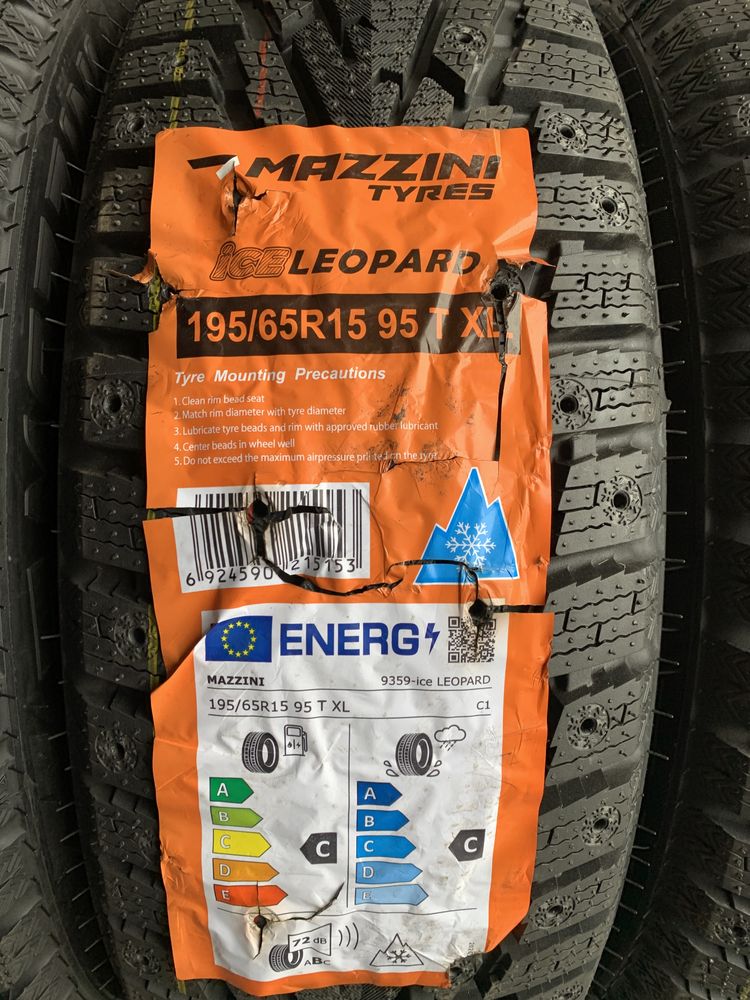 MAZZINI
TYRES
iCE LEOPARD
195/65R15 95 T XL
Tyre Mounting Precautions
1. Clean rim bead seat
2. Match rim diameter with tyre diameter
3. Lubricate tyre beads and rim with approved rubber lubricant
4. Center beads in wheel well
5. Do not exceed the maximum airpressure printed on the tyre.
6 924590 215153
ENERG
MAZZINI 9359-ice LEOPARD
195/65R15 95 T XL C1
A A
B B
C C C C
D D
E E
72 dB
ABC